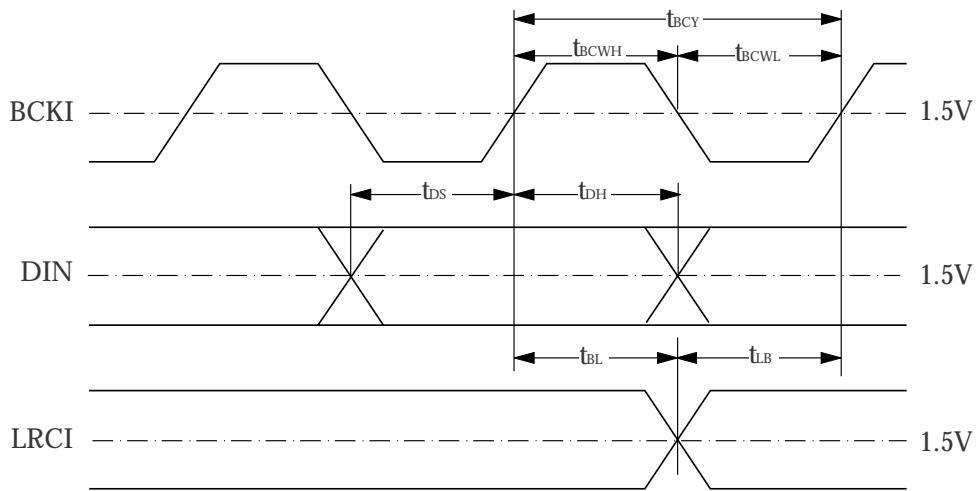 tBCY
tBCWH tBCWL
BCKI 1.5V
tDS tDH
DIN 1.5V
tBL tLB
LRCI 1.5V